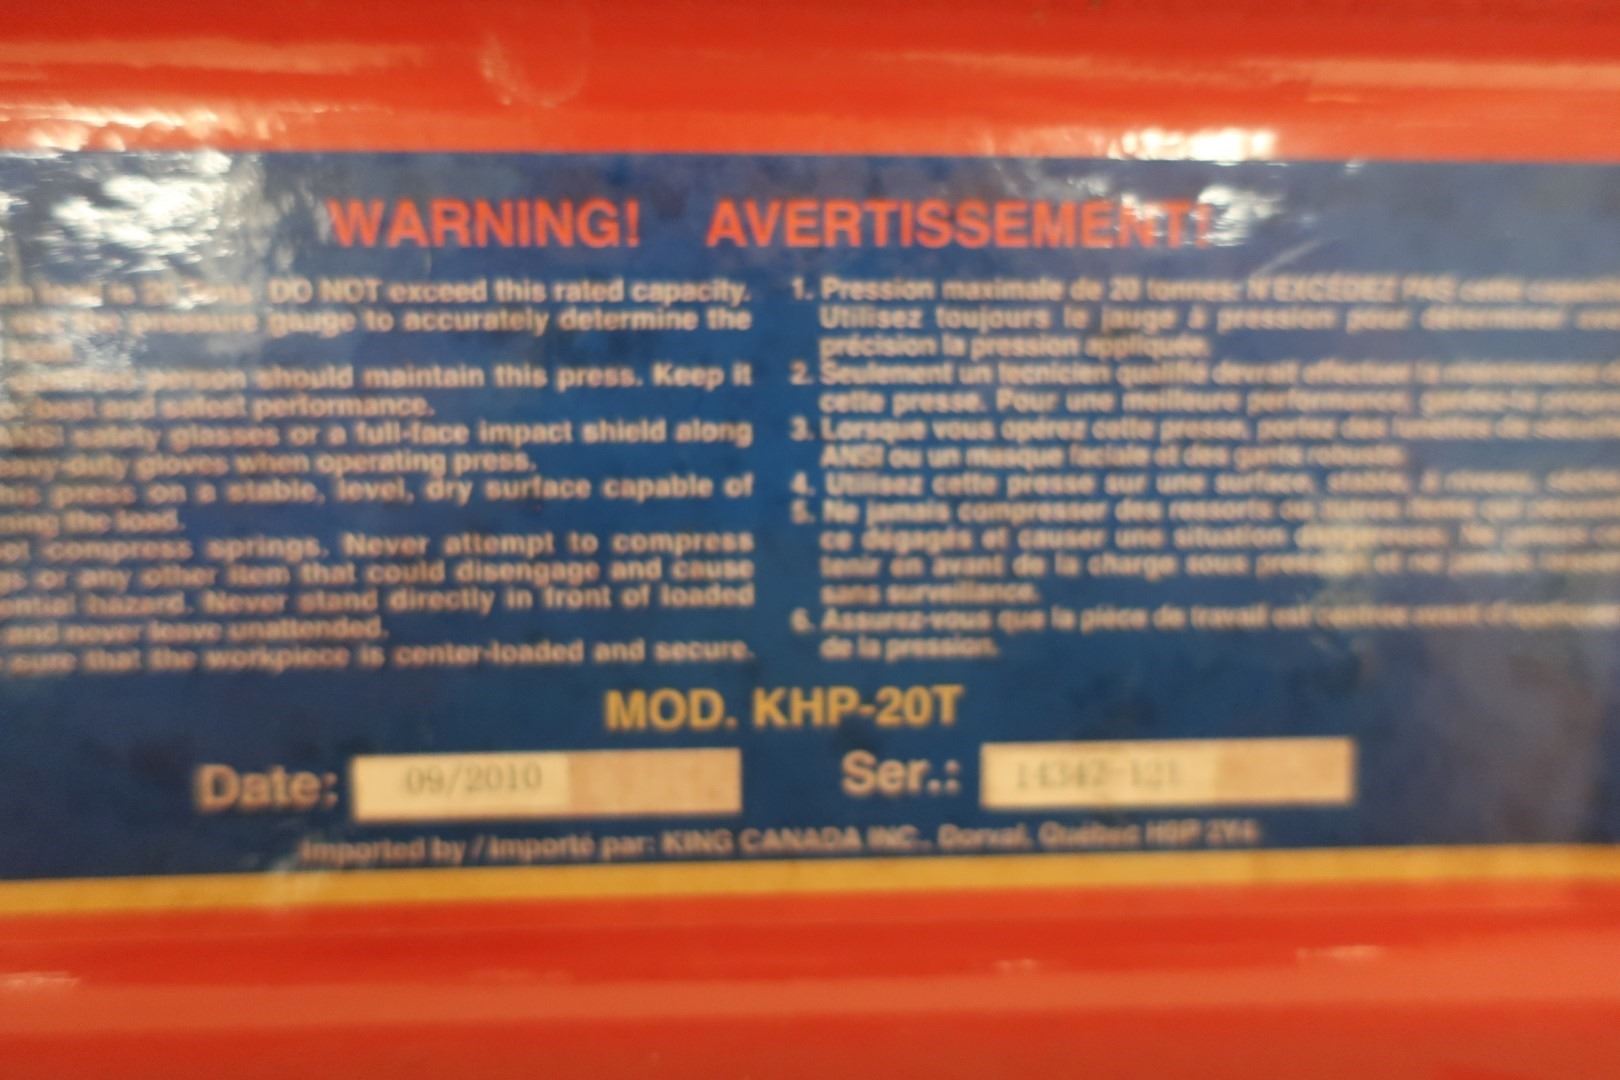 WARNING! AVERTISSEMENT!
is 20 DO NOT exceed this rated capacity.
pressure gauge to accurately determine the
person should maintain this press. Keep it
best and safest performance.
ANSI safety glasses or a full-face impact shield along
heavy-duty gloves when operating press.
this press on a stable, level, dry surface capable of
the load.
compress springs. Never attempt to compress
or any other item that could disengage and cause
hazard. Never stand directly in front of loaded
and never leave unattended.
sure that the workpiece is center-loaded and secure.
1. Pression maximale de 20 tonnes. N'EXCÉDEZ PAS cette
Utilisez toujours la jauge à pression pour déterminer
précision la pression appliquée.
2. Seulement un tecnicien qualifié devrait effectuer la
cette presse. Pour une meilleure performance,
3. Lorsque vous opérez cette presse, portez des lunettes de
ANSI ou un masque faciale et des gants robuste.
4. Utilisez cette presse sur une surface, stable, à niveau,
5. Ne jamais compresser des ressorts ou autres
ce dégagés et causer une situation dangereuse. Ne
tenir en avant de la charge sous pression et ne jamais
sans surveillance.
6. Assurez-vous que la pièce de travail est centrée avant
de la pression.
MOD. KHP-20T
Date: 09/2010 Ser.: 14342-121
Imported by / Importé par: KING CANADA INC., Dorval, Québec H9P